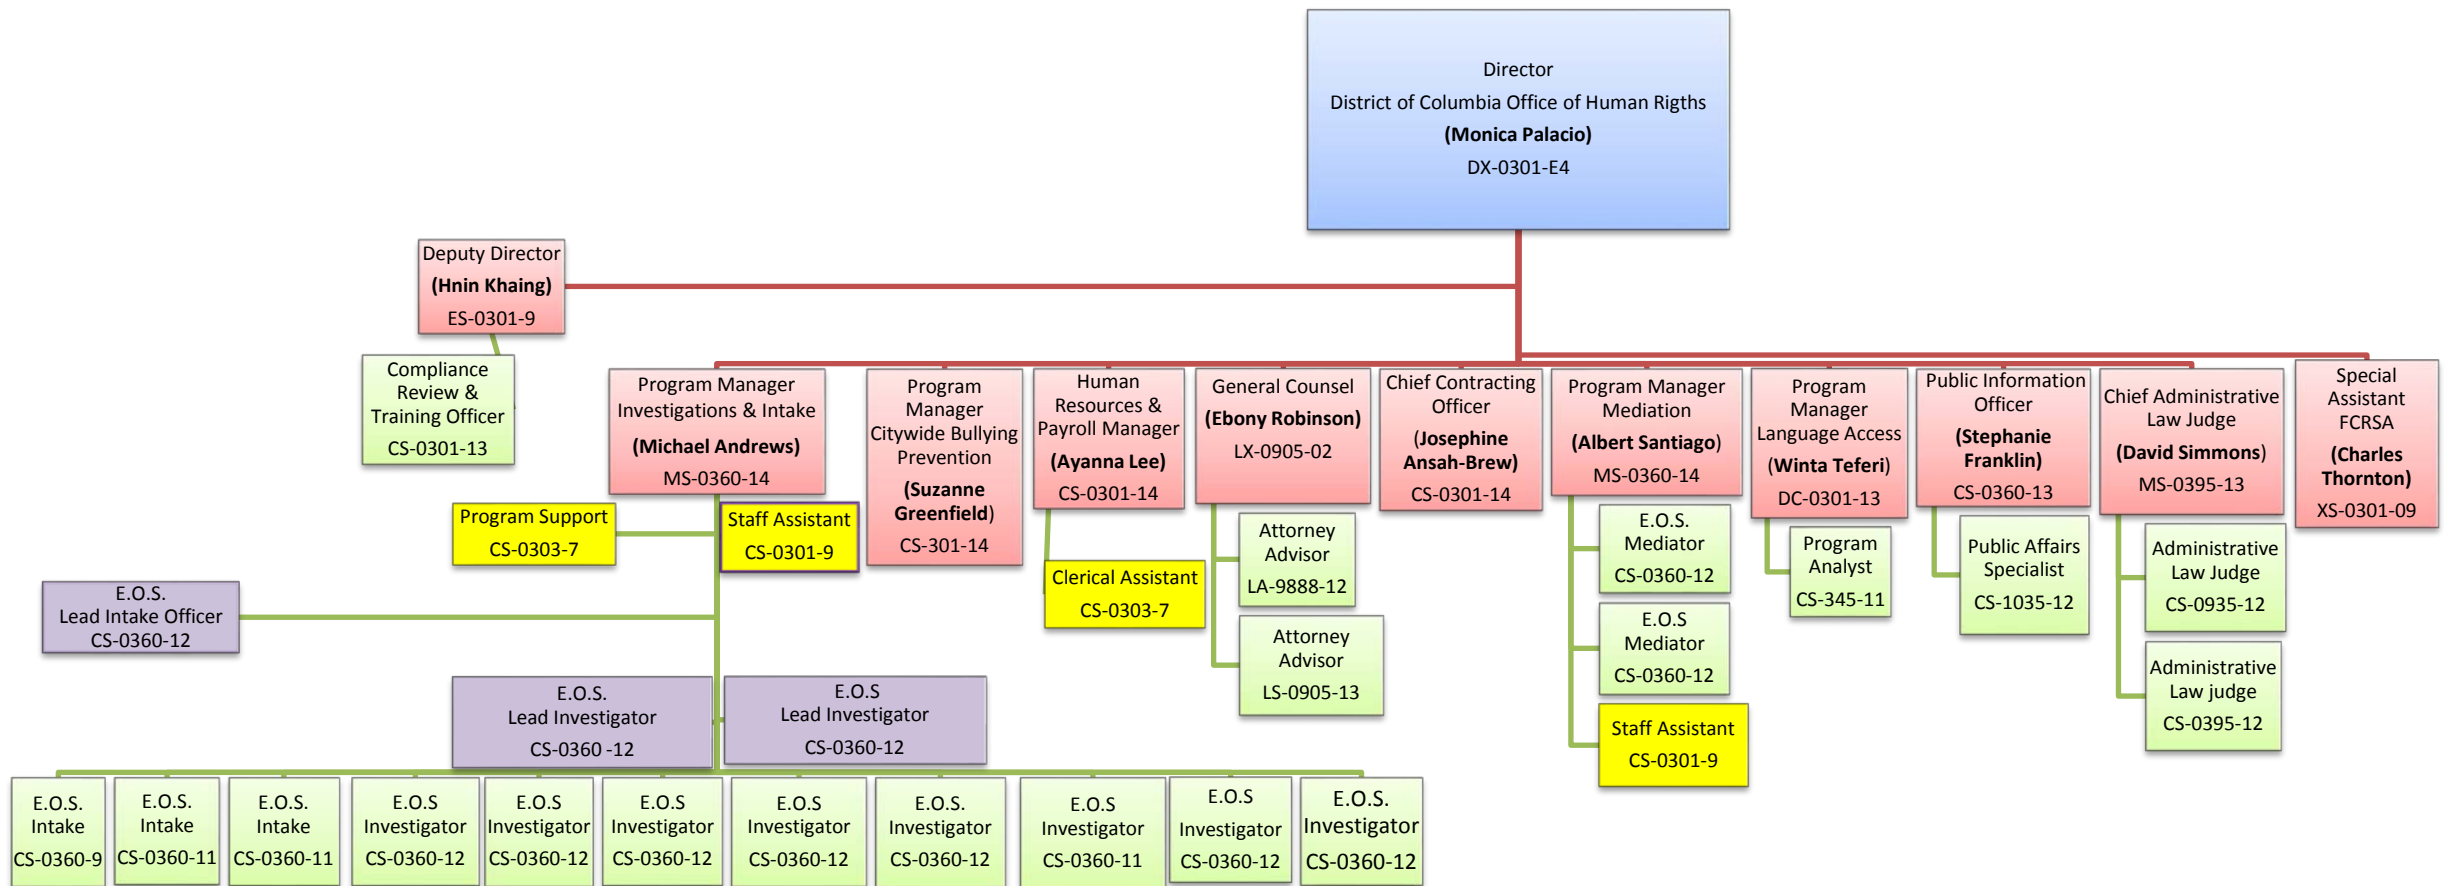 Director
District of Columbia Office of Human Rigths
(Monica Palacio)
DX-0301-E4
Deputy Director
(Hnin Khaing)
ES-0301-9
Compliance
Review &
Training Officer
CS-0301-13
Program Manager
Investigations & Intake
(Michael Andrews)
MS-0360-14
Program
Manager
Citywide Bullying
Prevention
(Suzanne
Greenfield)
CS-301-14
Human
Resources &
Payroll Manager
(Ayanna Lee)
CS-0301-14
General Counsel
(Ebony Robinson)
LX-0905-02
Chief Contracting
Officer
(Josephine
Ansah-Brew)
CS-0301-14
Program Manager
Mediation
(Albert Santiago)
MS-0360-14
Program
Manager
Language Access
(Winta Teferi)
DC-0301-13
Public Information
Officer
(Stephanie
Franklin)
CS-0360-13
Chief Administrative
Law Judge
(David Simmons)
MS-0395-13
Special
Assistant
FCRSA
(Charles
Thornton)
XS-0301-09
Program Support
CS-0303-7
Staff Assistant
CS-0301-9
Clerical Assistant
CS-0303-7
Attorney
Advisor
LA-9888-12
Attorney
Advisor
LS-0905-13
E.O.S.
Mediator
CS-0360-12
E.O.S
Mediator
CS-0360-12
Staff Assistant
CS-0301-9
Program
Analyst
CS-345-11
Public Affairs
Specialist
CS-1035-12
Administrative
Law Judge
CS-0935-12
Administrative
Law judge
CS-0395-12
E.O.S.
Lead Intake Officer
CS-0360-12
E.O.S.
Lead Investigator
CS-0360 -12
E.O.S
Lead Investigator
CS-0360-12
E.O.S.
Intake
CS-0360-9
E.O.S.
Intake
CS-0360-11
E.O.S.
Intake
CS-0360-11
E.O.S
Investigator
CS-0360-12
E.O.S
Investigator
CS-0360-12
E.O.S
Investigator
CS-0360-12
E.O.S
Investigator
CS-0360-12
E.O.S.
Investigator
CS-0360-12
E.O.S
Investigator
CS-0360-11
E.O.S
Investigator
CS-0360-12
E.O.S.
Investigator
CS-0360-12